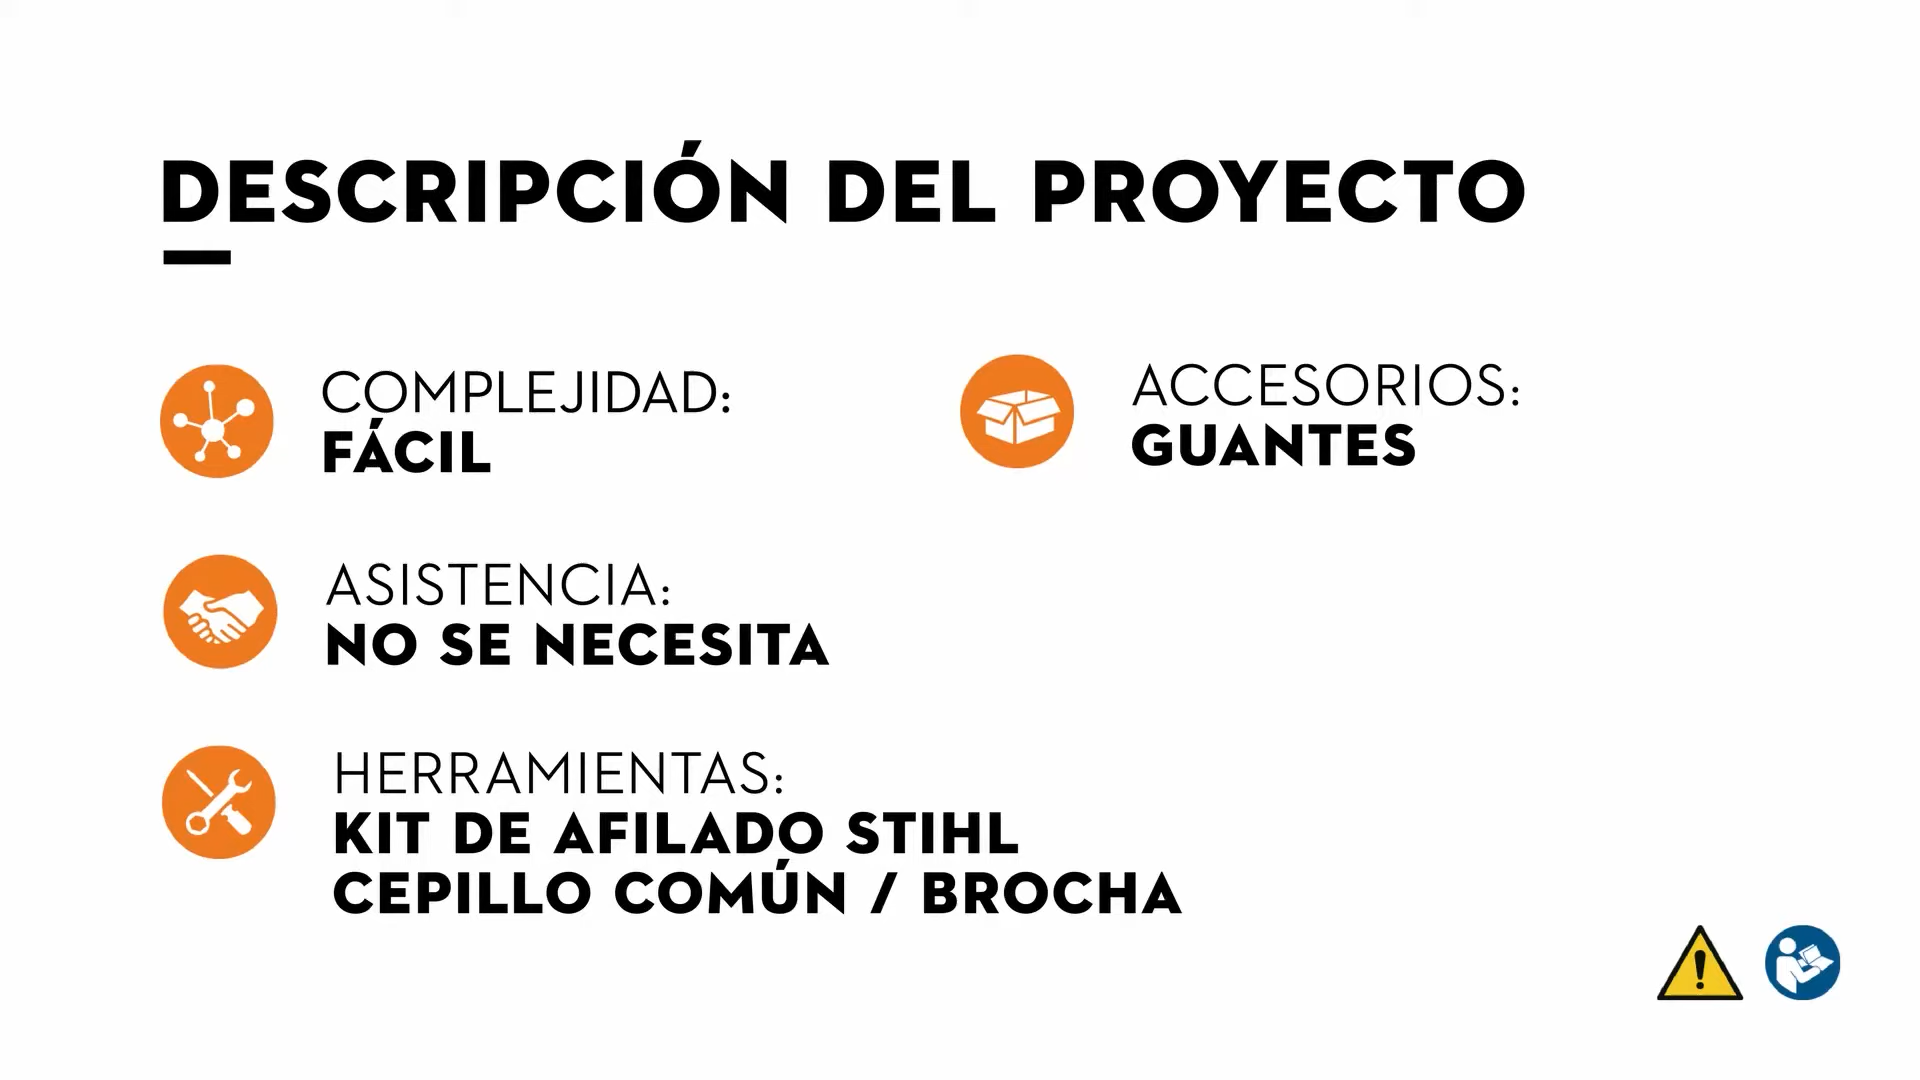 DESCRIPCIÓN DEL PROYECTO
COMPLEJIDAD:
FÁCIL
ACCESORIOS:
GUANTES
ASISTENCIA:
NO SE NECESITA
HERRAMIENTAS:
KIT DE AFILADO STIHL
CEPILLO COMÚN / BROCHA